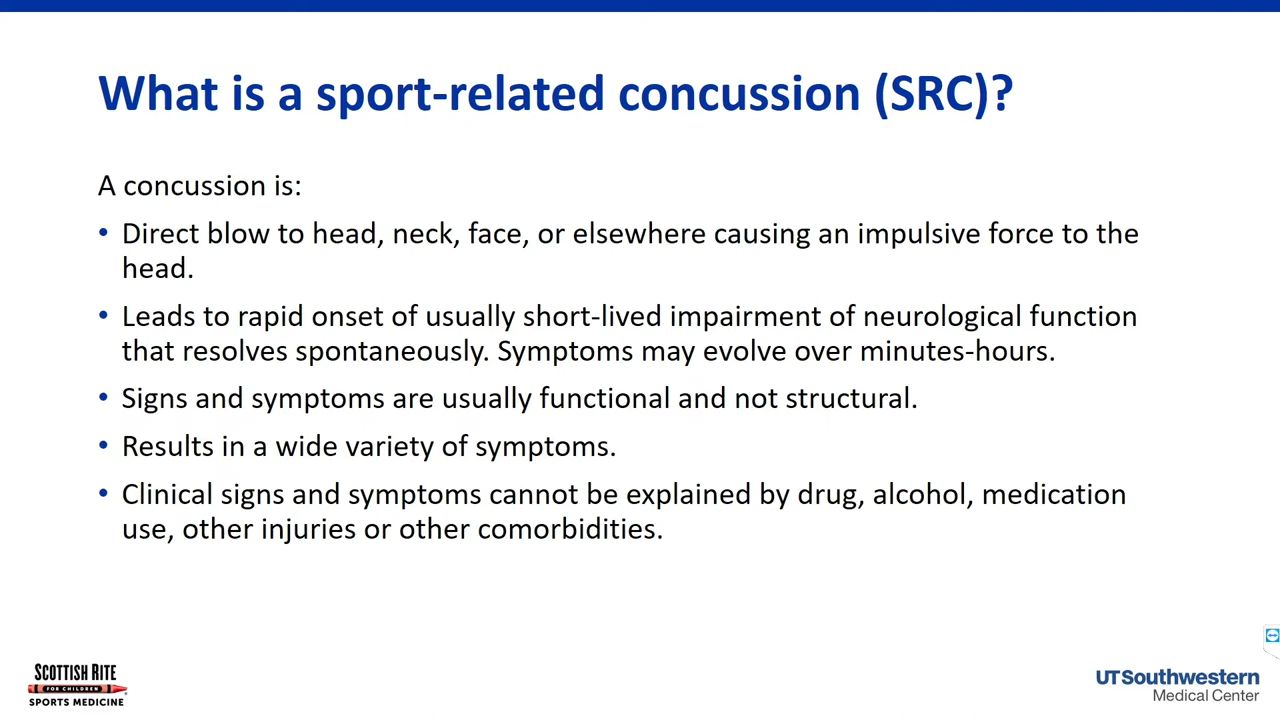 What is a sport-related concussion (SRC)?
A concussion is:
• Direct blow to head, neck, face, or elsewhere causing an impulsive force to the
head.
• Leads to rapid onset of usually short-lived impairment of neurological function
that resolves spontaneously. Symptoms may evolve over minutes-hours.
• Signs and symptoms are usually functional and not structural.
• Results in a wide variety of symptoms.
• Clinical signs and symptoms cannot be explained by drug, alcohol, medication
use, other injuries or other comorbidities.
SCOTTISH RITE
FOR CHILDREN
SPORTS MEDICINE
UTSouthwestern
Medical Center